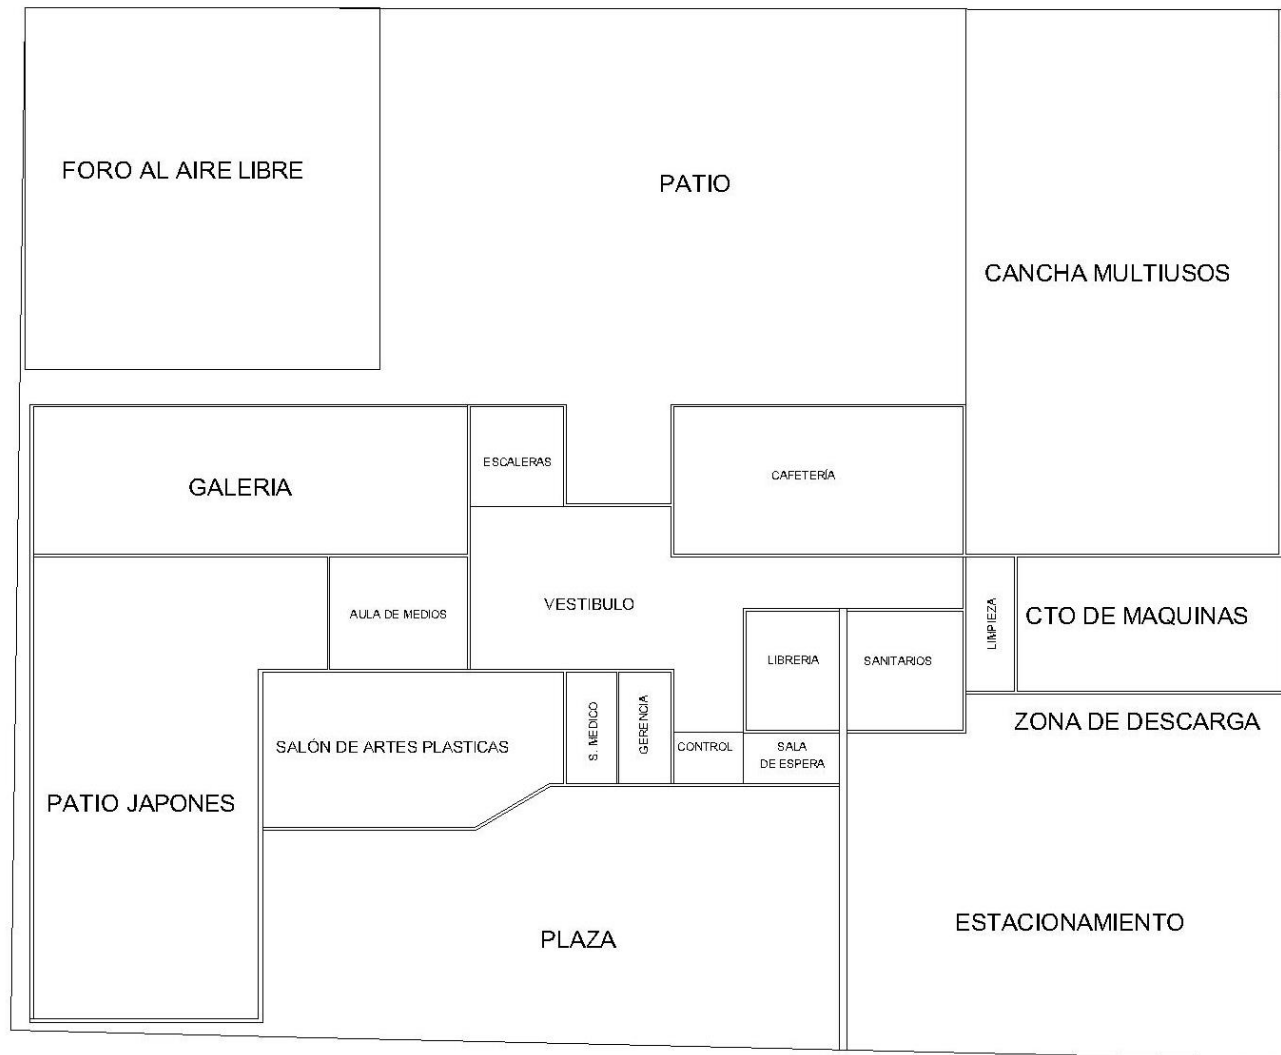 FORO AL AIRE LIBRE
PATIO
CANCHA MULTIUSOS
ESCALERAS
CAFETERÍA
GALERIA
VESTIBULO
AULA DE MEDIOS
LIMPIEZA
CTO DE MAQUINAS
LIBRERIA
SANITARIOS
ZONA DE DESCARGA
SALÓN DE ARTES PLASTICAS
S. MEDICO
GERENCIA
CONTROL
SALA
DE ESPERA
PATIO JAPONES
PLAZA
ESTACIONAMIENTO